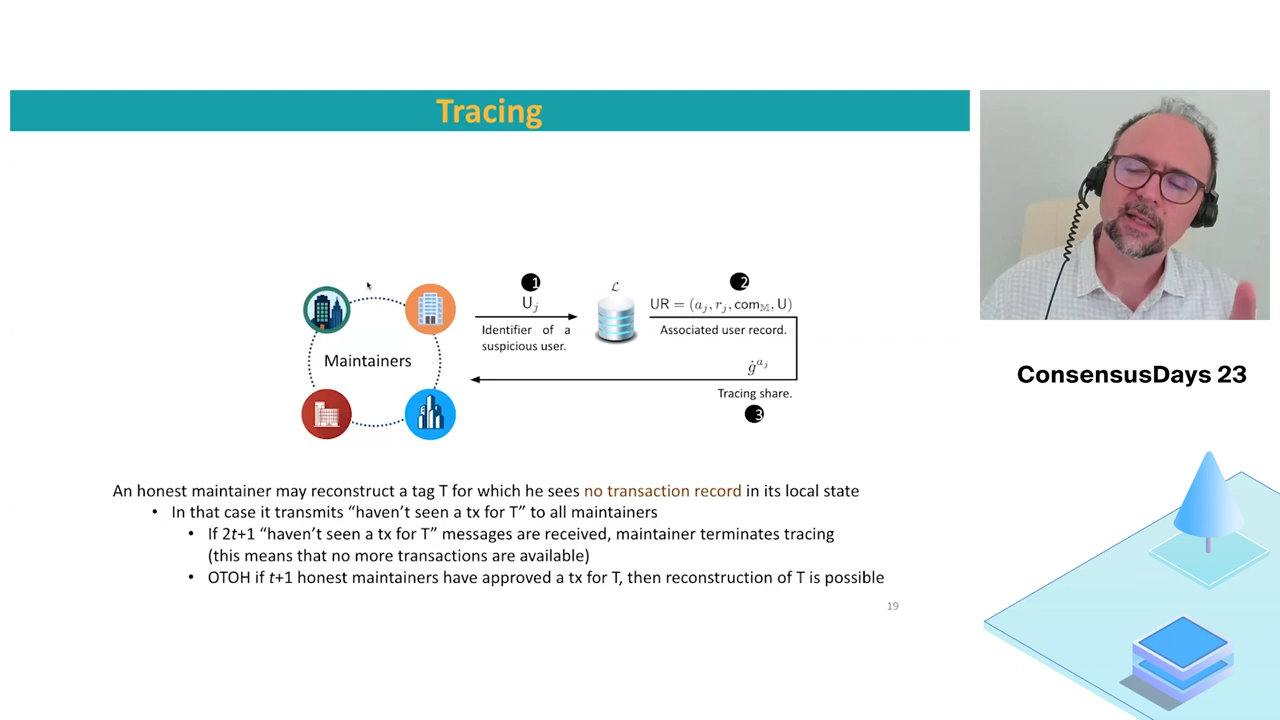 Tracing
1
2
ℒ
U_j
UR = (a_j, r_j, com_𝕄, U)
Identifier of a
suspicious user.
Associated user record.
Maintainers
ġ^{a_j}
Tracing share.
3
ConsensusDays 23
An honest maintainer may reconstruct a tag T for which he sees no transaction record in its local state
• In that case it transmits “haven’t seen a tx for T” to all maintainers
• If 2t+1 “haven’t seen a tx for T” messages are received, maintainer terminates tracing
(this means that no more transactions are available)
• OTOH if t+1 honest maintainers have approved a tx for T, then reconstruction of T is possible
19